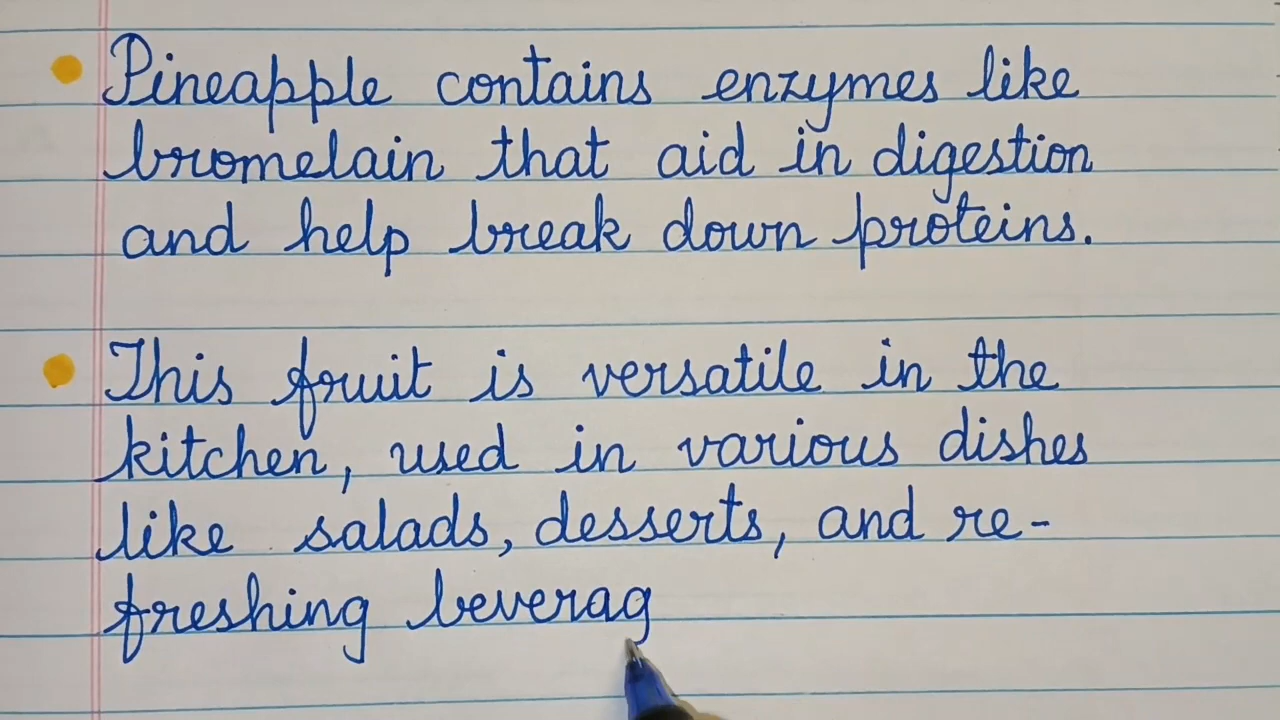 Pineapple contains enzymes like
bromelain that aid in digestion
and help break down proteins.
This fruit is versatile in the
kitchen, used in various dishes
like salads, desserts, and re-
freshing beverag